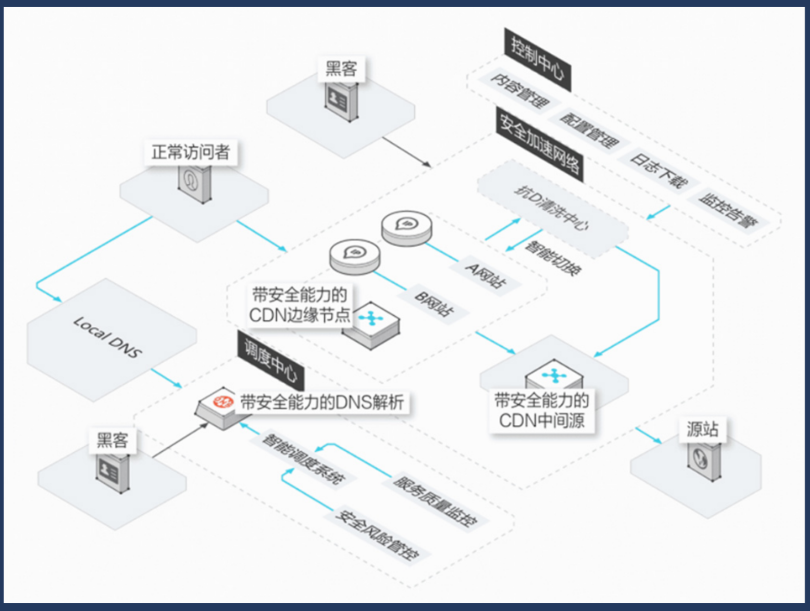 控制中心
黑客
内容管理
配置管理
安全加速网络
日志下载
正常访问者
抗D清洗中心
监控告警
智能切换
A网站
B网站
带安全能力的
CDN边缘节点
Local DNS
调度中心
带安全能力的DNS解析
带安全能力的
CDN中间源
源站
黑客
智能调度系统
服务质量监控
安全风险管控